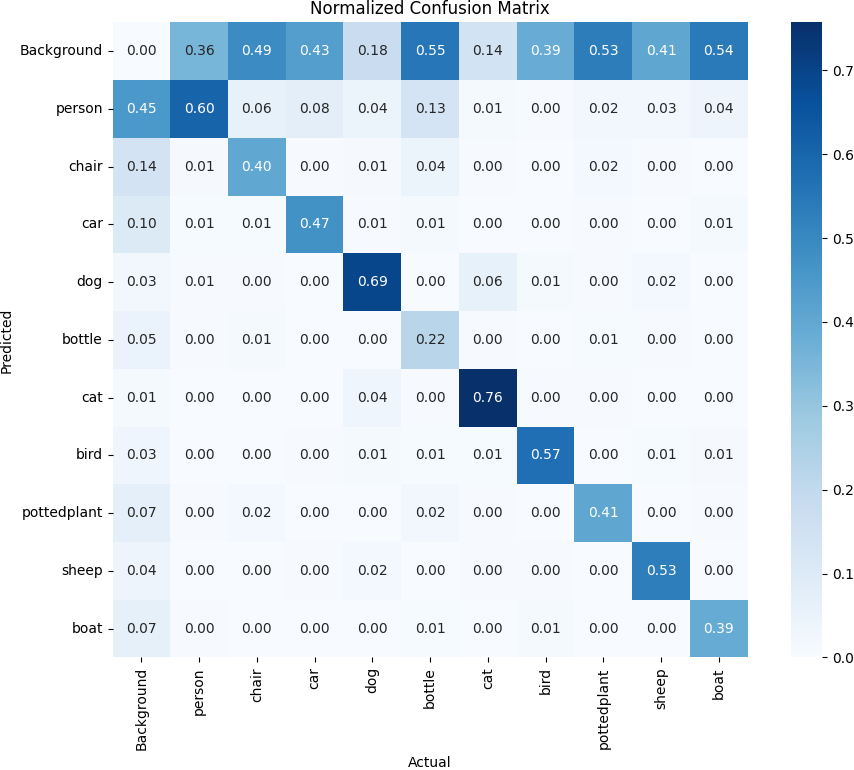 Normalized Confusion Matrix
Background 0.00 0.36 0.49 0.43 0.18 0.55 0.14 0.39 0.53 0.41 0.54
person 0.45 0.60 0.06 0.08 0.04 0.13 0.01 0.00 0.02 0.03 0.04
chair 0.14 0.01 0.40 0.00 0.01 0.04 0.00 0.00 0.02 0.00 0.00
car 0.10 0.01 0.01 0.47 0.01 0.01 0.00 0.00 0.00 0.00 0.01
dog 0.03 0.01 0.00 0.00 0.69 0.00 0.06 0.01 0.00 0.02 0.00
bottle 0.05 0.00 0.01 0.00 0.00 0.22 0.00 0.00 0.01 0.00 0.00
cat 0.01 0.00 0.00 0.00 0.04 0.00 0.76 0.00 0.00 0.00 0.00
bird 0.03 0.00 0.00 0.00 0.01 0.01 0.01 0.57 0.00 0.01 0.01
pottedplant 0.07 0.00 0.02 0.00 0.00 0.02 0.00 0.00 0.41 0.00 0.00
sheep 0.04 0.00 0.00 0.00 0.02 0.00 0.00 0.00 0.00 0.53 0.00
boat 0.07 0.00 0.00 0.00 0.00 0.01 0.00 0.01 0.00 0.00 0.39
Predicted
Background person chair car dog bottle cat bird pottedplant sheep boat
Actual
0.7
0.6
0.5
0.4
0.3
0.2
0.1
0.0